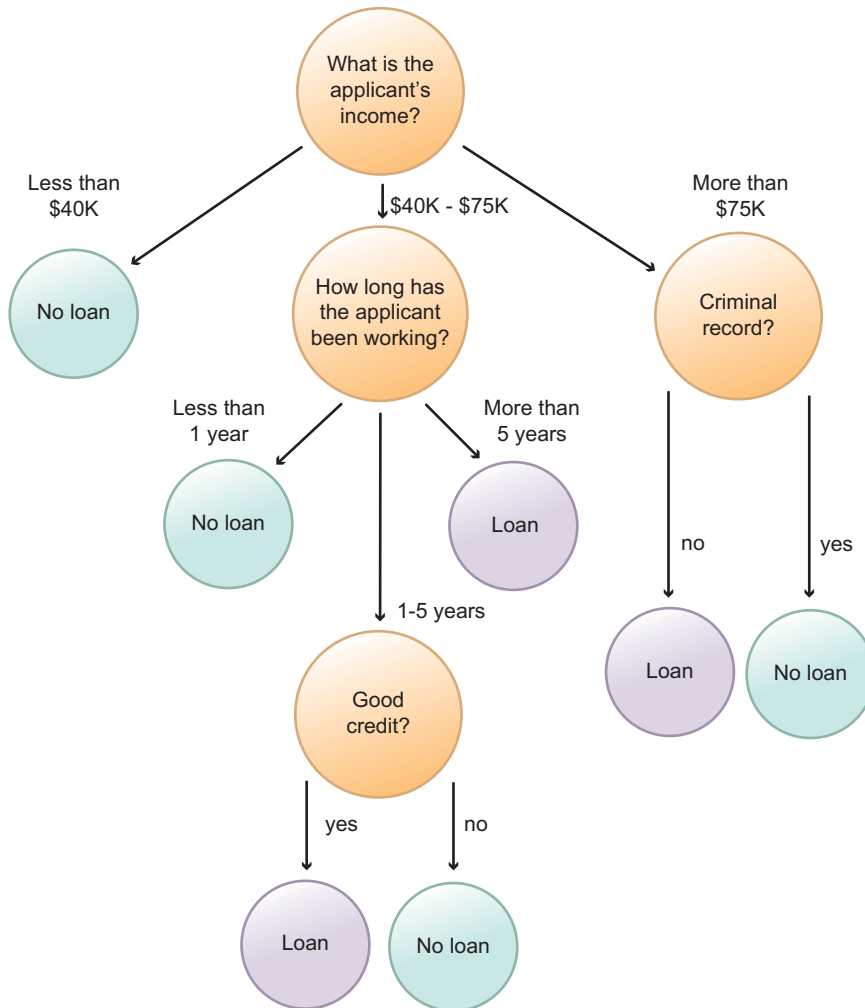 What is the
applicant's
income?
Less than
$40K
$40K - $75K
More than
$75K
No loan
How long has
the applicant
been working?
Criminal
record?
Less than
1 year
More than
5 years
No loan
Loan
no
yes
1-5 years
Loan
No loan
Good
credit?
yes
no
Loan
No loan